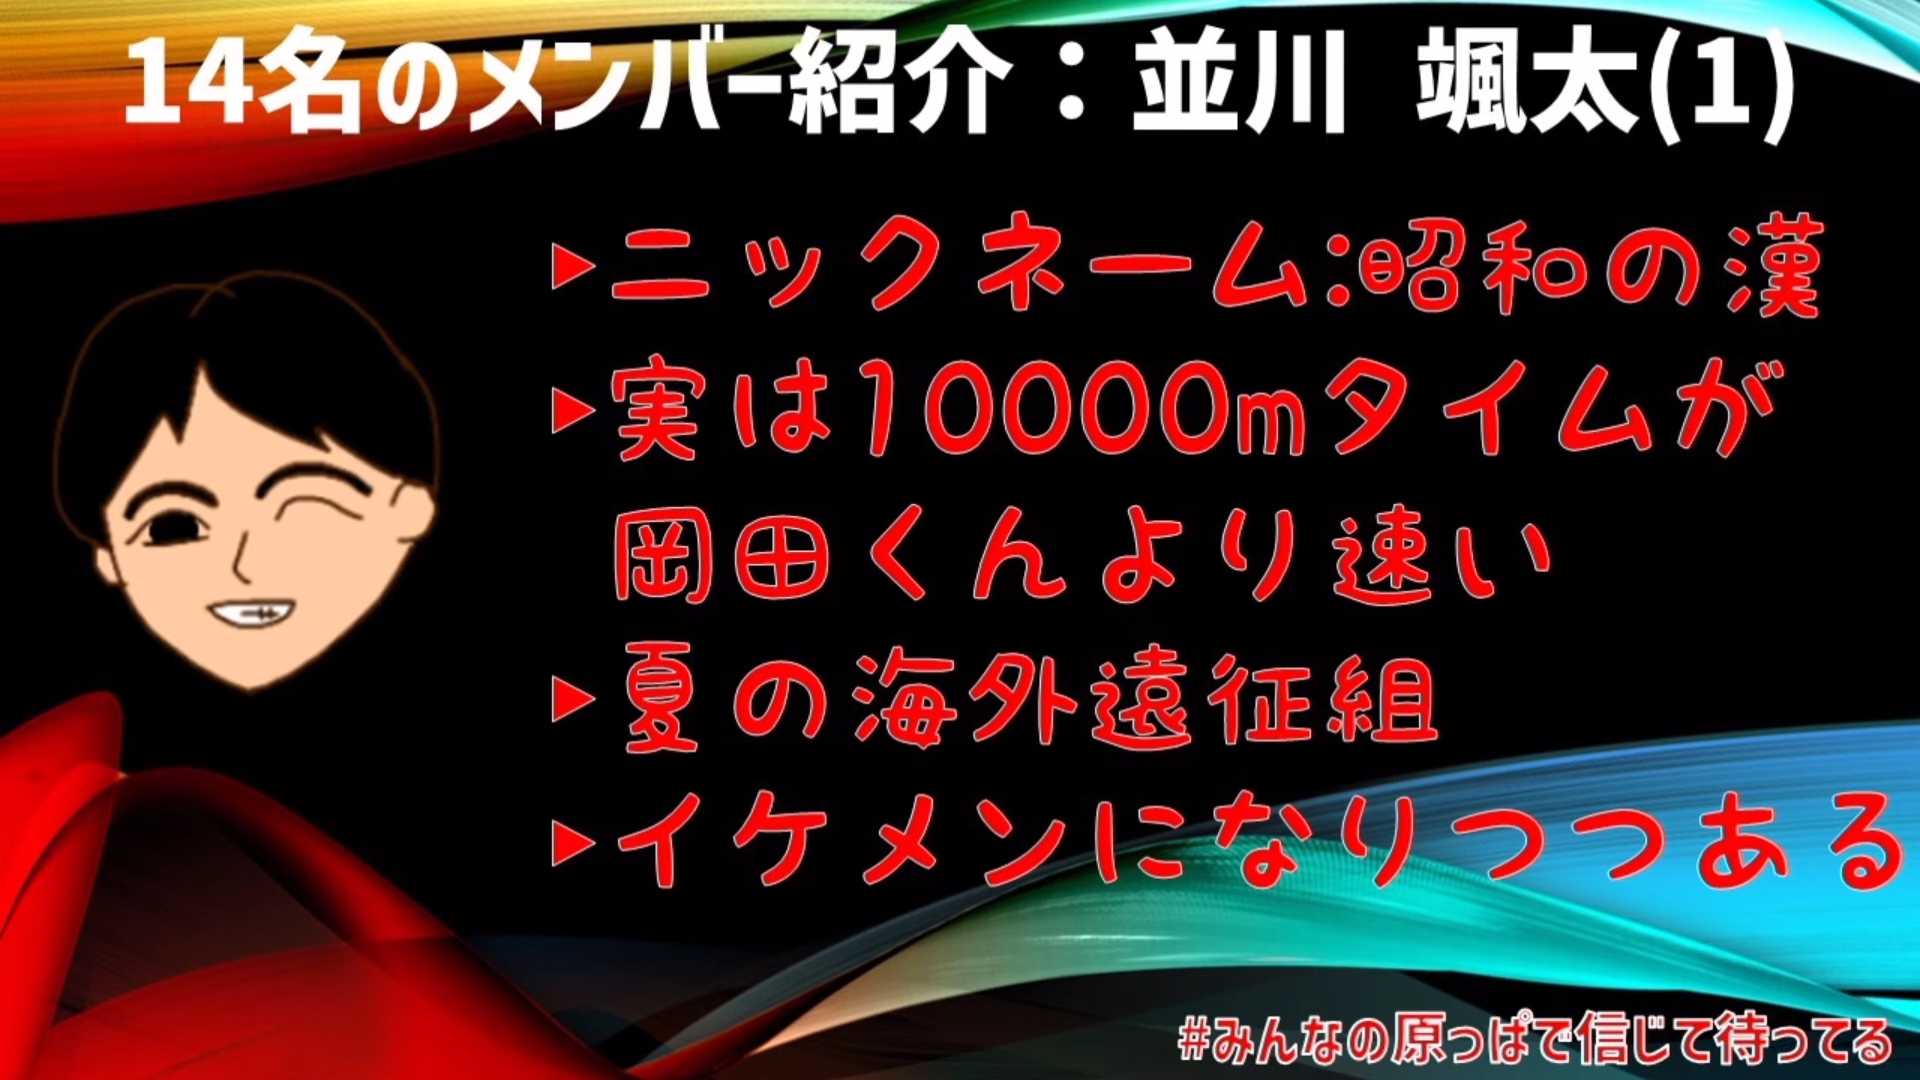 14名のメンバー紹介：並川 颯太(1)
▶ニックネーム:昭和の漢
▶実は10000mタイムが
岡田くんより速い
▶夏の海外遠征組
▶イケメンになりつつある
#みんなの原っぱで信じて待ってる